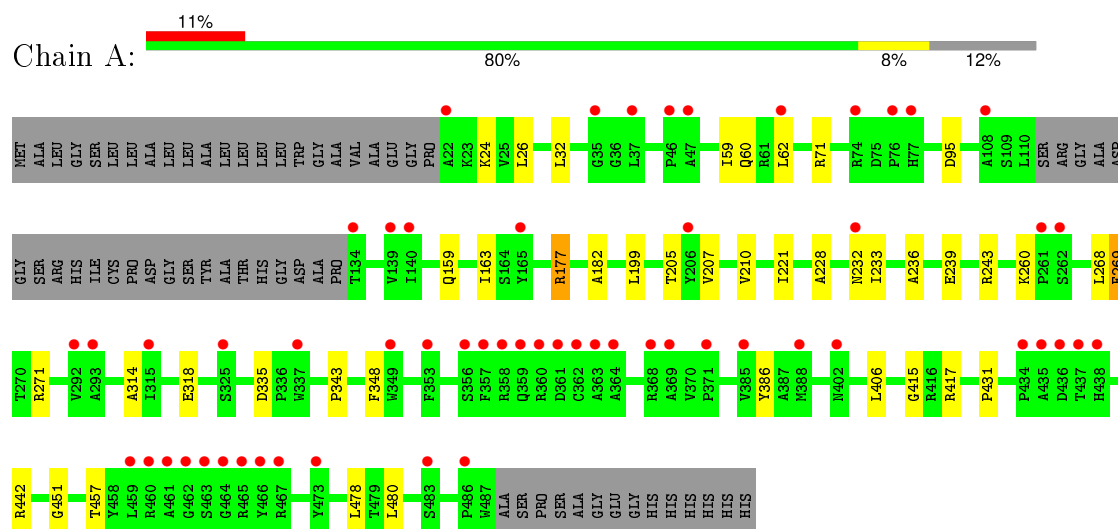 11%
Chain A:
80% 8% 12%
MET ALA LEU GLY SER LEU LEU ALA LEU LEU ALA LEU LEU LEU LEU TRP GLY ALA VAL ALA GLU GLY PRO A22 K23 K24 V25 L26 L32 G35 G36 L37 P46 A47 I59 Q60 R61 L62 R71 R74 D75 P76 H77 D95 A108 S109 L110 SER ARG GLY ALA ASP
GLY SER ARG HIS ILE CYS PRO ASP GLY SER TYR ALA THR HIS GLY ASP ALA PRO T134 V139 I140 Q159 I163 S164 Y165 R177 A182 L199 T205 Y206 V207 V210 I221 A228 N232 I233 A236 E239 R243 K260 P261 S262 L268
T270 R271 V292 A293 A314 I315 E318 S325 D335 P336 W337 P343 F348 W349 F353 S356 F357 R358 Q359 R360 D361 C362 A363 A364 R368 A369 V370 P371 V385 Y386 A387 M388 N402 L406 G415 R416 R417 P431 P434 A435 D436 T437 H438
R442 G451 T457 Y458 L459 R460 A461 G462 S463 G464 R465 Y466 R467 Y473 L478 T479 L480 S483 P486 W487 ALA SER PRO SER ALA GLY GLU GLY HIS HIS HIS HIS HIS HIS